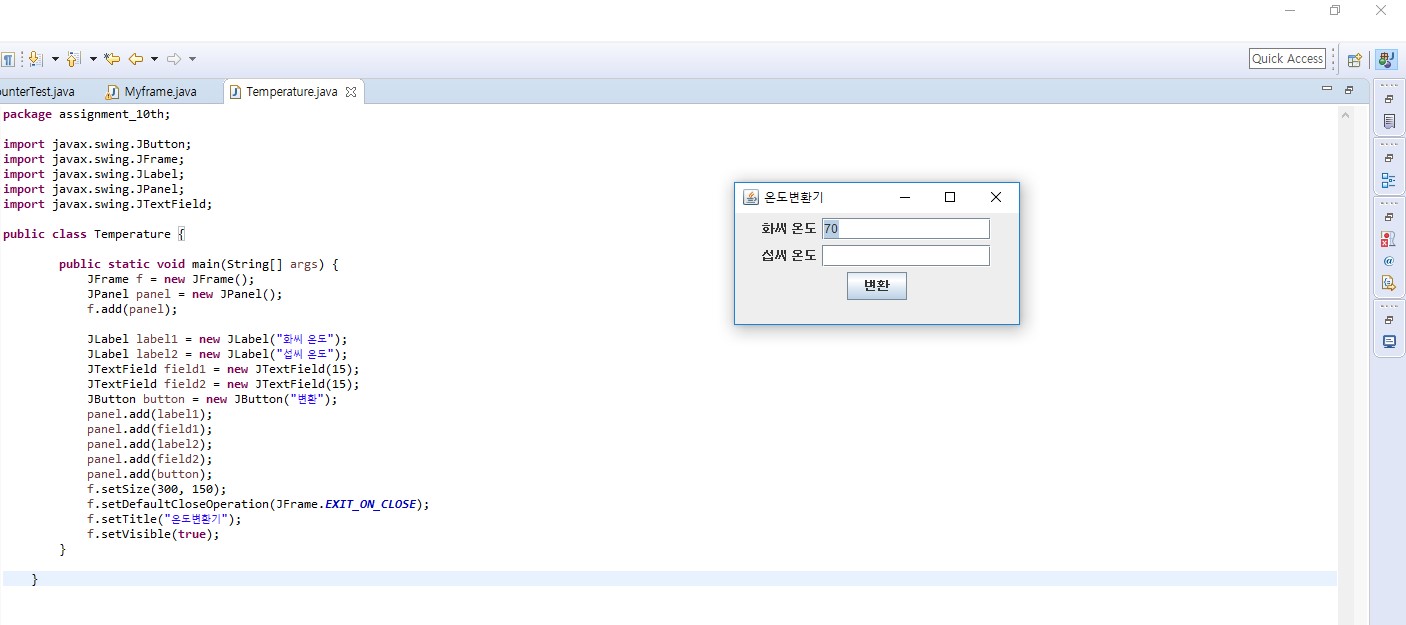 Quick Access
ounterTest.java Myframe.java Temperature.java
package assignment_10th;
import javax.swing.JButton;
import javax.swing.JFrame;
import javax.swing.JLabel;
import javax.swing.JPanel;
import javax.swing.JTextField;
public class Temperature {
public static void main(String[] args) {
JFrame f = new JFrame();
JPanel panel = new JPanel();
f.add(panel);
JLabel label1 = new JLabel("화씨 온도");
JLabel label2 = new JLabel("섭씨 온도");
JTextField field1 = new JTextField(15);
JTextField field2 = new JTextField(15);
JButton button = new JButton("변환");
panel.add(label1);
panel.add(field1);
panel.add(label2);
panel.add(field2);
panel.add(button);
f.setSize(300, 150);
f.setDefaultCloseOperation(JFrame.EXIT_ON_CLOSE);
f.setTitle("온도변환기");
f.setVisible(true);
}
}
온도변환기
화씨 온도 70
섭씨 온도
변환